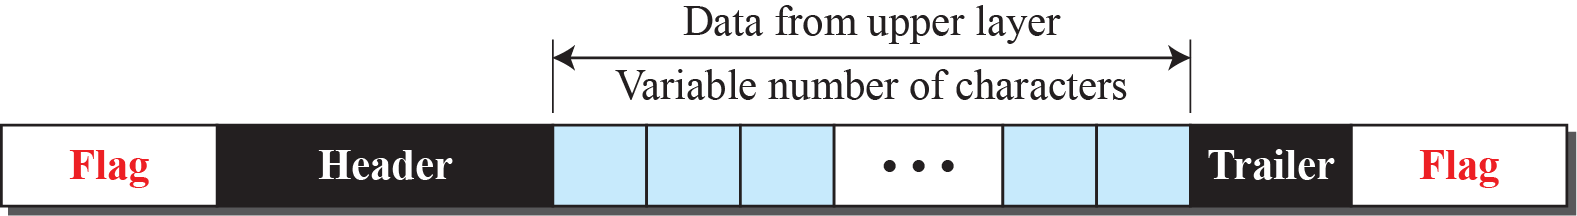 Data from upper layer
Variable number of characters
Flag Header • • • Trailer Flag